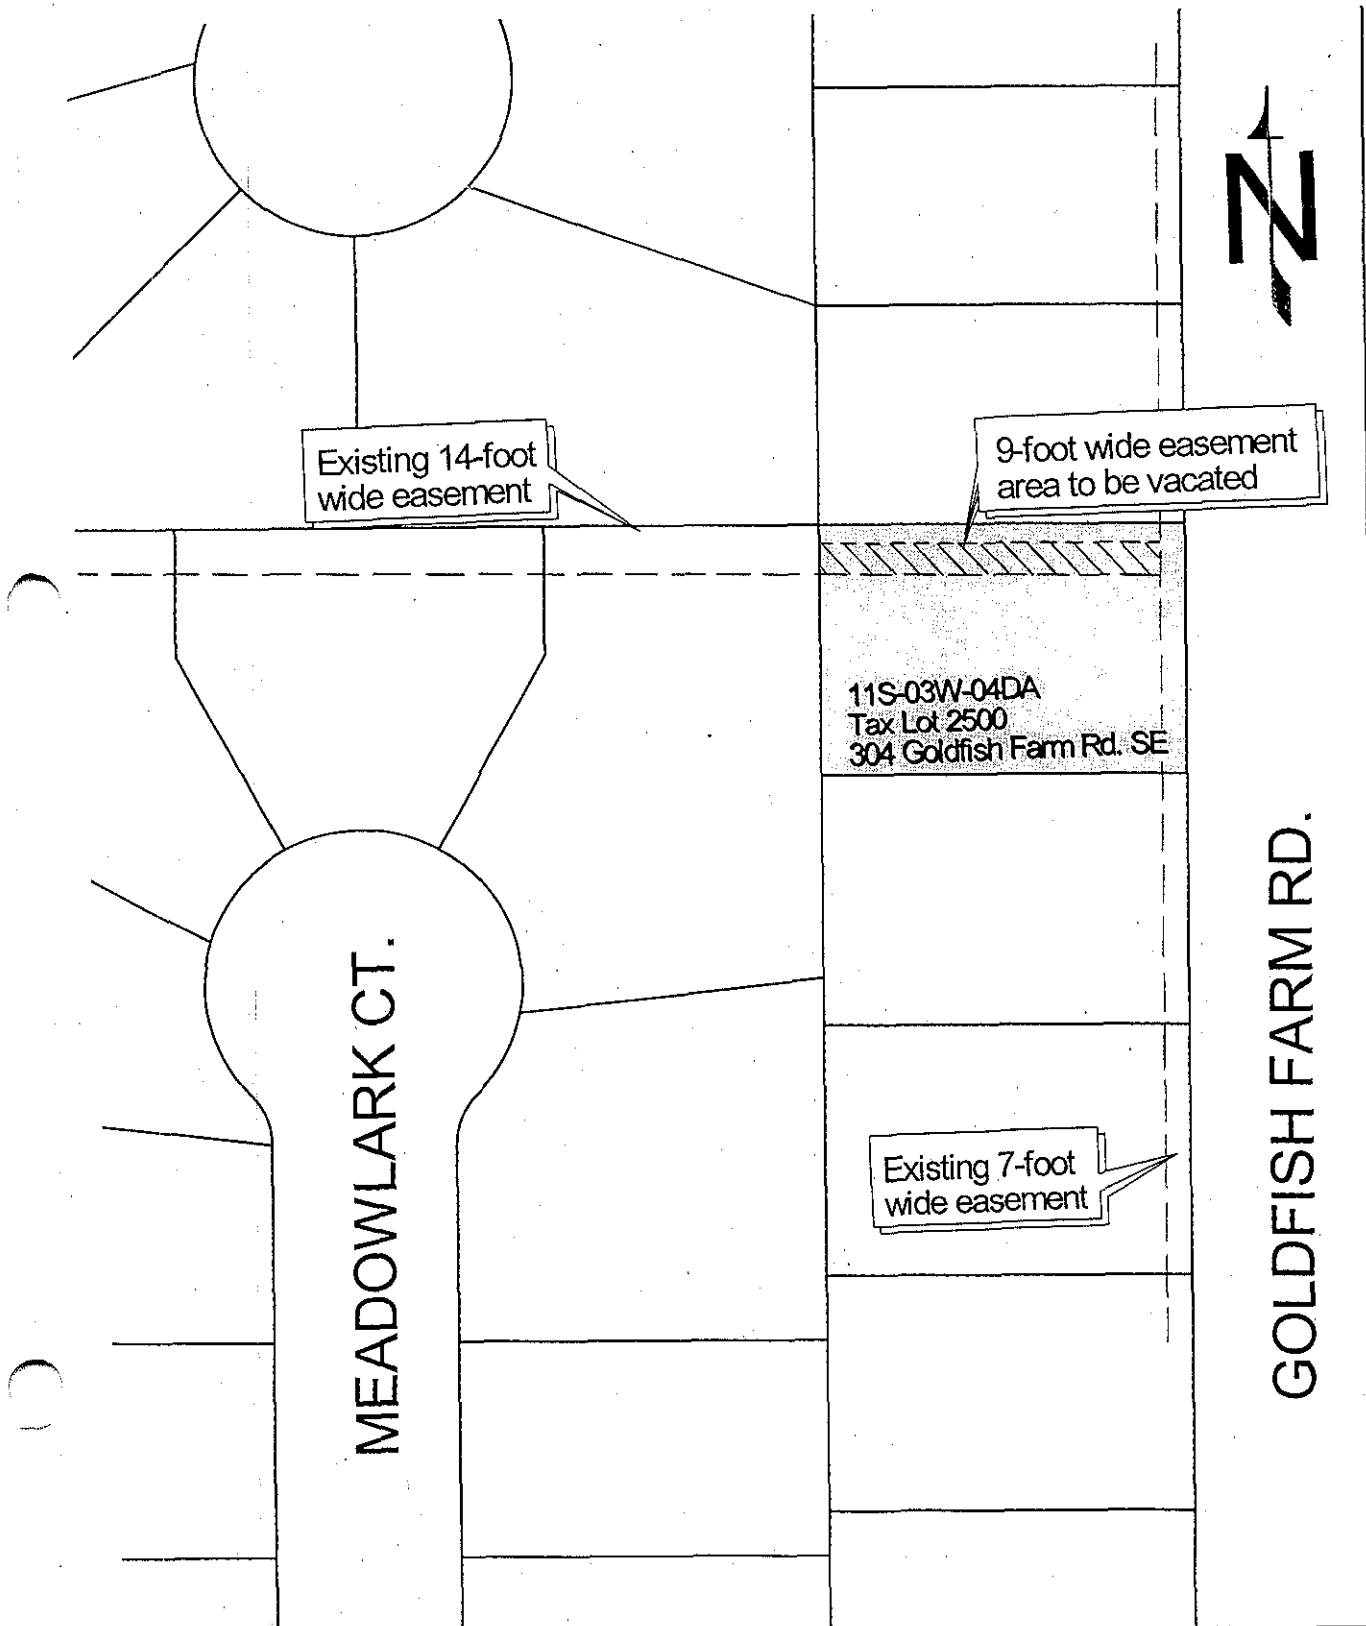 N
Existing 14-foot
wide easement
9-foot wide easement
area to be vacated
11S-03W-04DA
Tax Lot 2500
304 Goldfish Farm Rd. SE
MEADOWLARK CT.
Existing 7-foot
wide easement
GOLDFISH FARM RD.